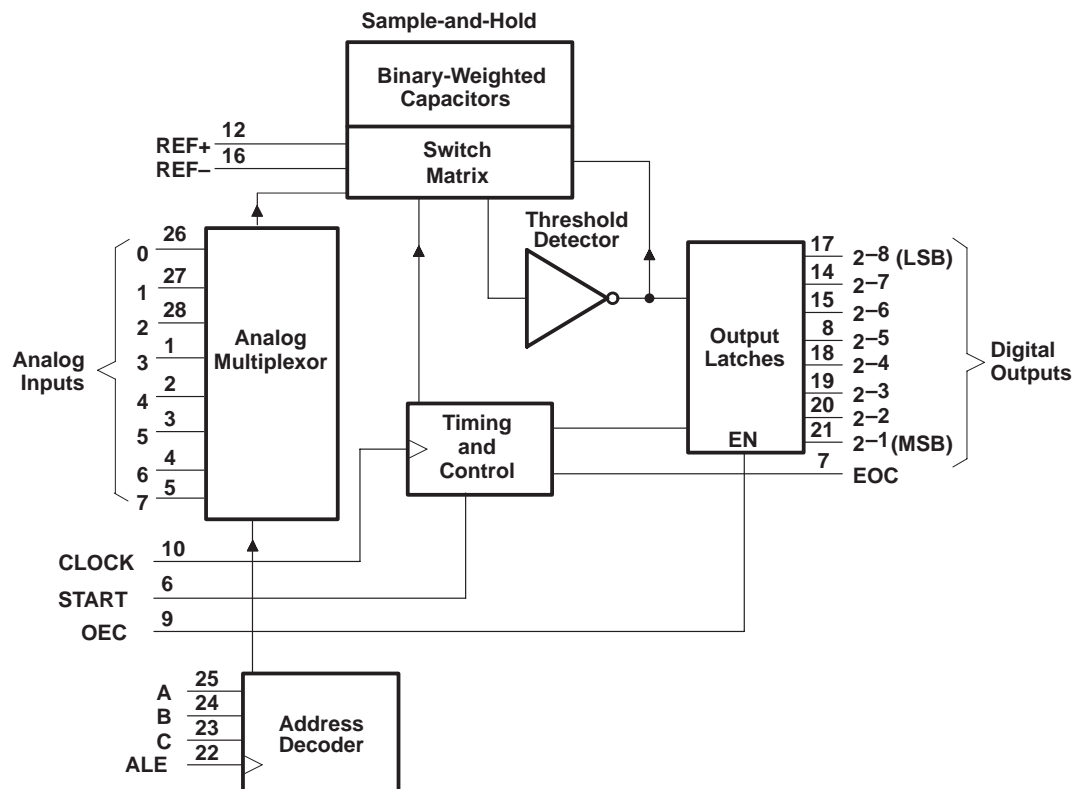 Sample-and-Hold
Binary-Weighted
Capacitors
Switch
Matrix
REF+ 12
REF– 16
Threshold
Detector
Analog
Inputs
0 26
1 27
2 28
3 1
4 2
5 3
6 4
7 5
Analog
Multiplexor
Timing
and
Control
Output
Latches
EN
17 2–8 (LSB)
14 2–7
15 2–6
8 2–5
18 2–4
19 2–3
20 2–2
21 2–1 (MSB)
7 EOC
Digital
Outputs
CLOCK 10
START 6
OEC 9
A 25
B 24
C 23
ALE 22
Address
Decoder